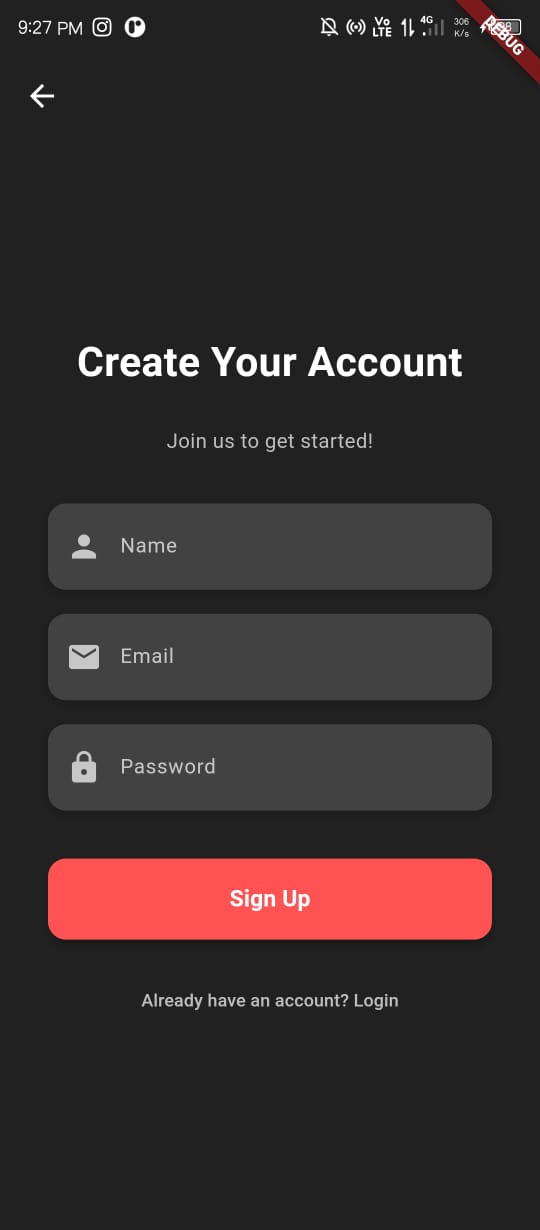 9:27 PM
Vo
LTE
4G
306
K/s
DEBUG
Create Your Account
Join us to get started!
Name
Email
Password
Sign Up
Already have an account? Login